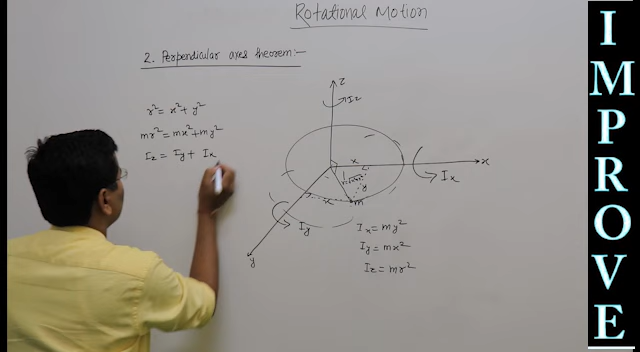 Rotational Motion
2. Perpendicular axes theorem:-
r² = x² + y²
mr² = mx² + my²
Iz = Iy + Ix
z
Iz
x
x
Ix
y
x
m
Iy
y
Ix = my²
Iy = mx²
Iz = mr²
I
M
P
R
O
V
E